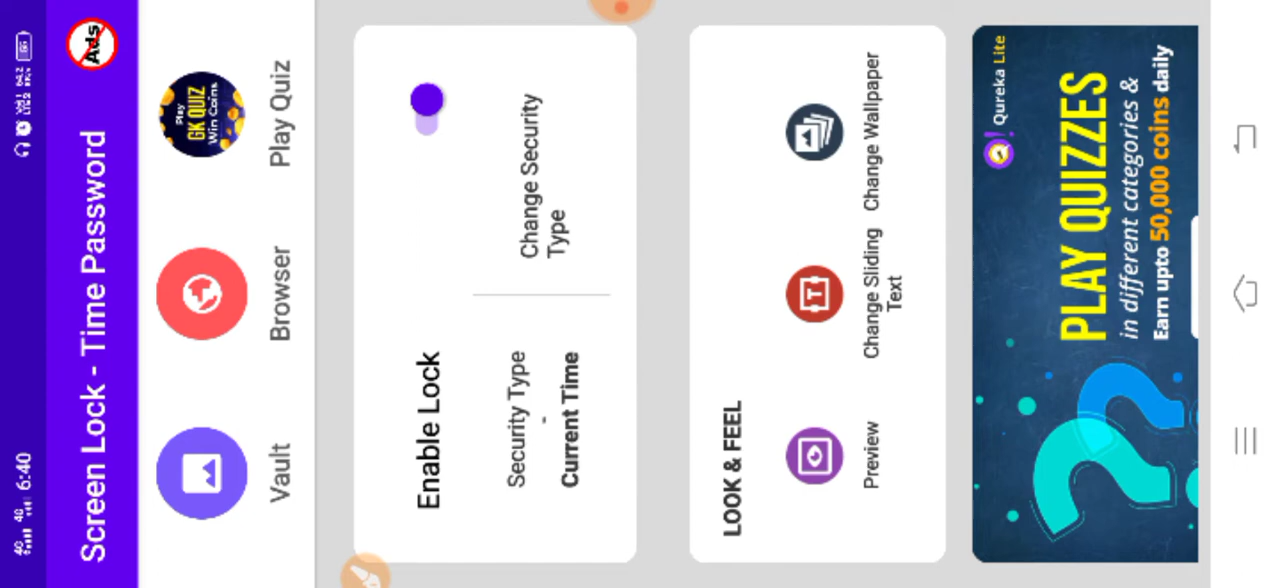 6:40
Screen Lock - Time Password
Ads
Vault
Browser
Play
GK QUIZ
Win Coins
Play Quiz
Enable Lock
Security Type
-
Current Time
Change Security
Type
LOOK & FEEL
Preview
Change Sliding
Text
Change Wallpaper
Qureka Lite
PLAY QUIZZES
in different categories &
Earn upto 50,000 coins daily